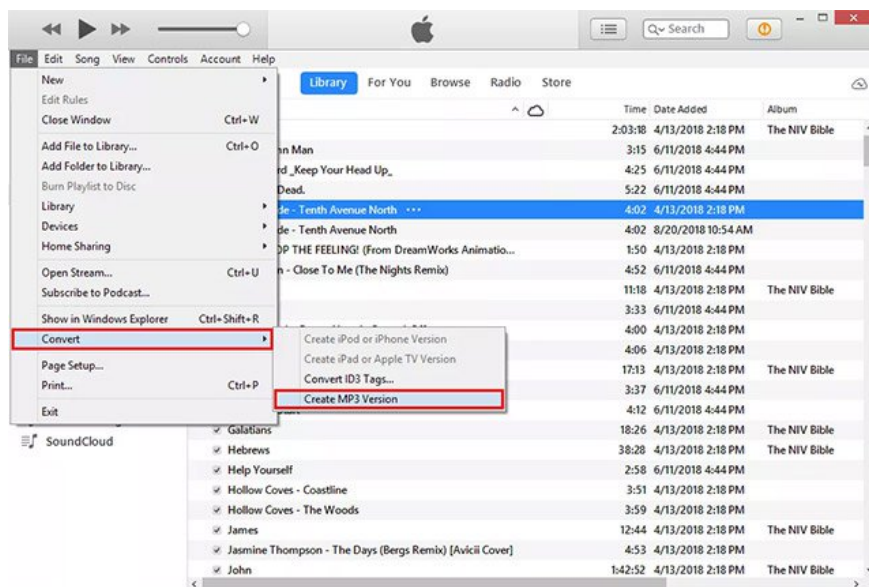 Search
File Edit Song View Controls Account Help
Library For You Browse Radio Store
New
Edit Rules
Close Window Ctrl+W
Add File to Library... Ctrl+O
Add Folder to Library...
Burn Playlist to Disc
Library
Devices
Home Sharing
Open Stream... Ctrl+U
Subscribe to Podcast...
Show in Windows Explorer Ctrl+Shift+R
Convert
Page Setup...
Print... Ctrl+P
Exit
Create iPod or iPhone Version
Create iPad or Apple TV Version
Convert ID3 Tags...
Create MP3 Version
SoundCloud
Time Date Added Album
2:03:18 4/13/2018 2:18 PM The NIV Bible
Man 3:15 6/11/2018 4:44 PM
_Keep Your Head Up_ 4:25 6/11/2018 4:44 PM
Dead. 5:22 6/11/2018 4:44 PM
- Tenth Avenue North ··· 4:02 4/13/2018 2:18 PM
- Tenth Avenue North 4:02 8/20/2018 10:54 AM
THE FEELING! (From DreamWorks Animatio... 1:50 4/13/2018 2:18 PM
- Close To Me (The Nights Remix) 4:52 6/11/2018 4:44 PM
11:18 4/13/2018 2:18 PM The NIV Bible
3:33 6/11/2018 4:44 PM
4:00 4/13/2018 2:18 PM
4:06 4/13/2018 2:18 PM
17:13 4/13/2018 2:18 PM The NIV Bible
3:37 6/11/2018 4:44 PM
4:12 6/11/2018 4:44 PM
Galatians 18:26 4/13/2018 2:18 PM The NIV Bible
Hebrews 38:28 4/13/2018 2:18 PM The NIV Bible
Help Yourself 2:58 6/11/2018 4:44 PM
Hollow Coves - Coastline 3:51 4/13/2018 2:18 PM
Hollow Coves - The Woods 3:59 4/13/2018 2:18 PM
James 12:44 4/13/2018 2:18 PM The NIV Bible
Jasmine Thompson - The Days (Bergs Remix) [Avicii Cover] 4:53 4/13/2018 2:18 PM
John 1:42:52 4/13/2018 2:18 PM The NIV Bible